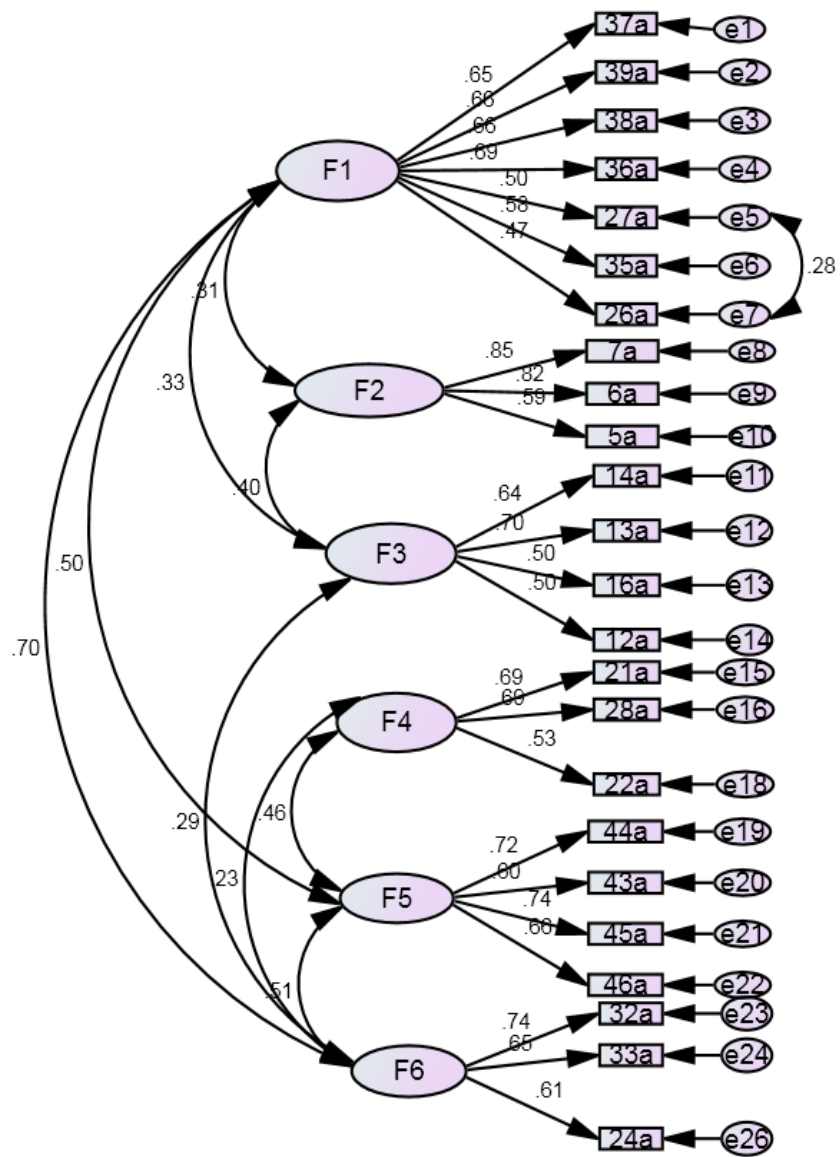 37a
e1
.65
39a
e2
.66
38a
e3
.66
.69
F1
36a
e4
.50
27a
e5
.58
.47
35a
e6
.28
26a
e7
.31
.85
7a
e8
.33
.82
F2
6a
e9
.59
5a
e10
.40
14a
e11
.64
.70
13a
e12
F3
.50
.50
16a
e13
.50
12a
e14
.70
.69
21a
e15
.69
28a
e16
F4
.53
22a
e18
.29
.46
44a
e19
.72
.23
43a
e20
F5
.74
45a
e21
.66
46a
e22
.51
32a
e23
.74
.65
33a
e24
F6
.61
24a
e26